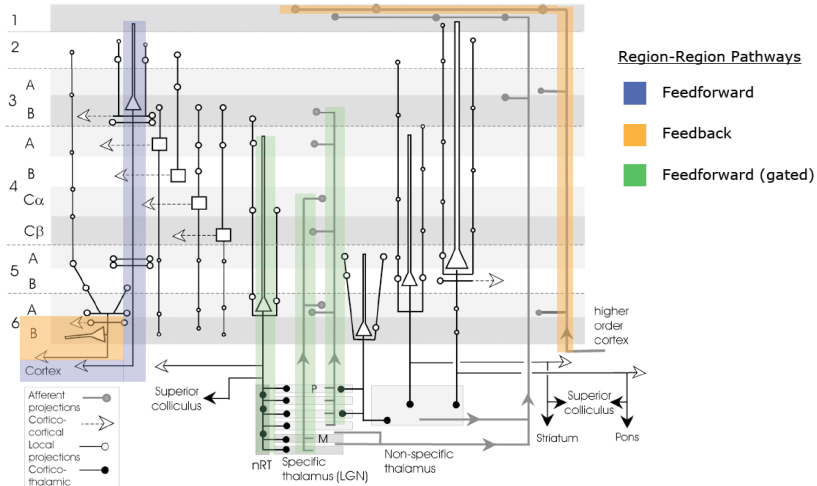 Region-Region Pathways
Feedforward
Feedback
Feedforward (gated)
1
2
3
A
B
4
A
B
Cα
Cβ
5
A
B
6
A
B
Cortex
Superior
colliculus
higher
order
cortex
P
M
nRT
Specific
thalamus (LGN)
Non-specific
thalamus
Superior
colliculus
Striatum
Pons
Afferent
projections
Cortico-
cortical
Local
projections
Cortico-
thalamic